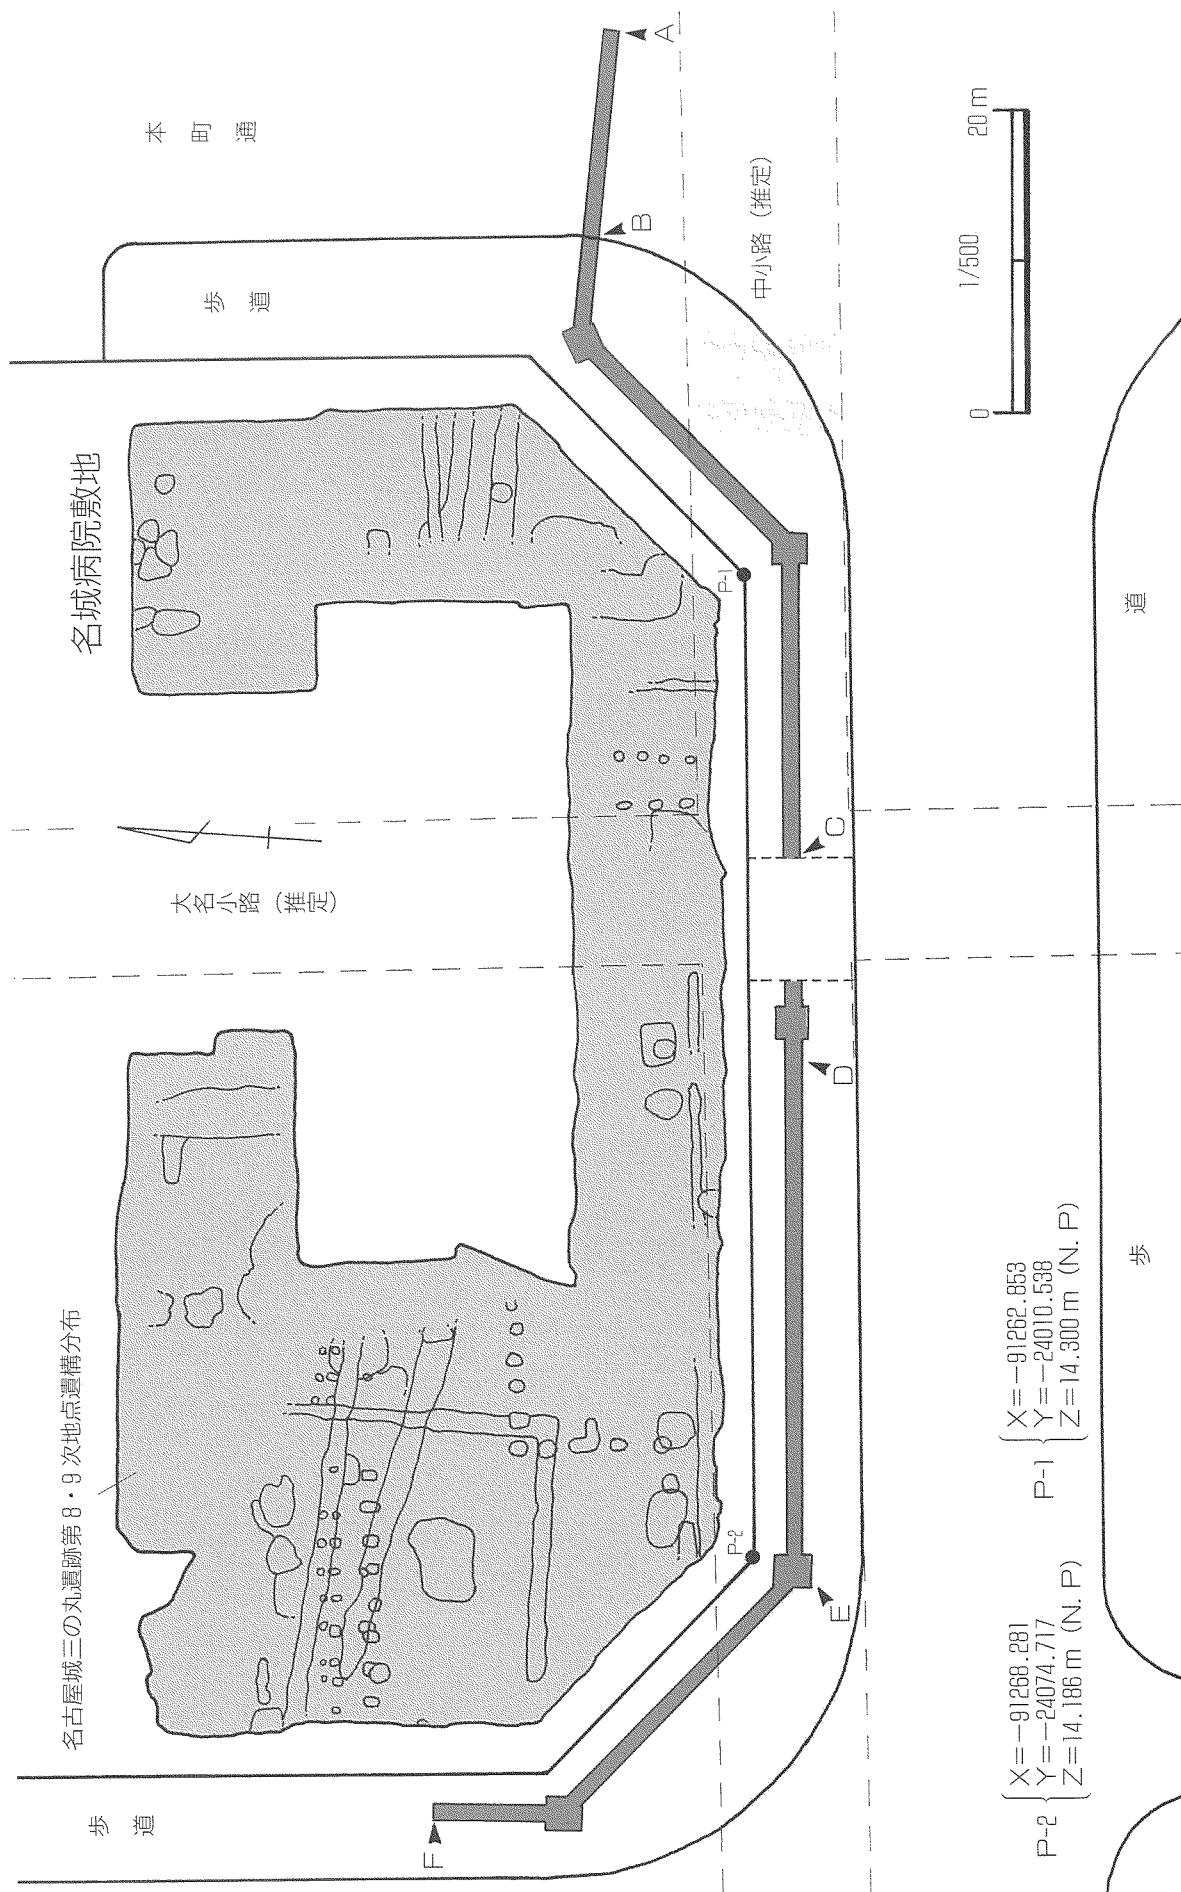 本町通
歩道
名城病院敷地
大名小路（推定）
中小路（推定）
名古屋城三の丸遺跡第8・9次地点遺構分布
歩道
A
B
C
D
E
F
P-1
P-2
0 1/500 20m
歩道
P-1
X=-91262.853
Y=-24010.538
Z=14.300m (N.P)
P-2
X=-91268.281
Y=-24074.717
Z=14.186m (N.P)